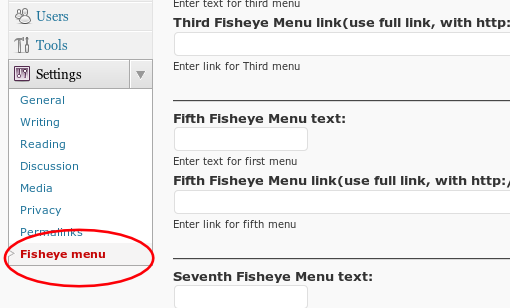 Users
Tools
Settings
General
Writing
Reading
Discussion
Media
Privacy
Permalinks
Fisheye menu
Enter text for third menu
Third Fisheye Menu link(use full link, with http:
Enter link for Third menu
Fifth Fisheye Menu text:
Enter text for first menu
Fifth Fisheye Menu link(use full link, with http:/
Enter link for fifth menu
Seventh Fisheye Menu text: